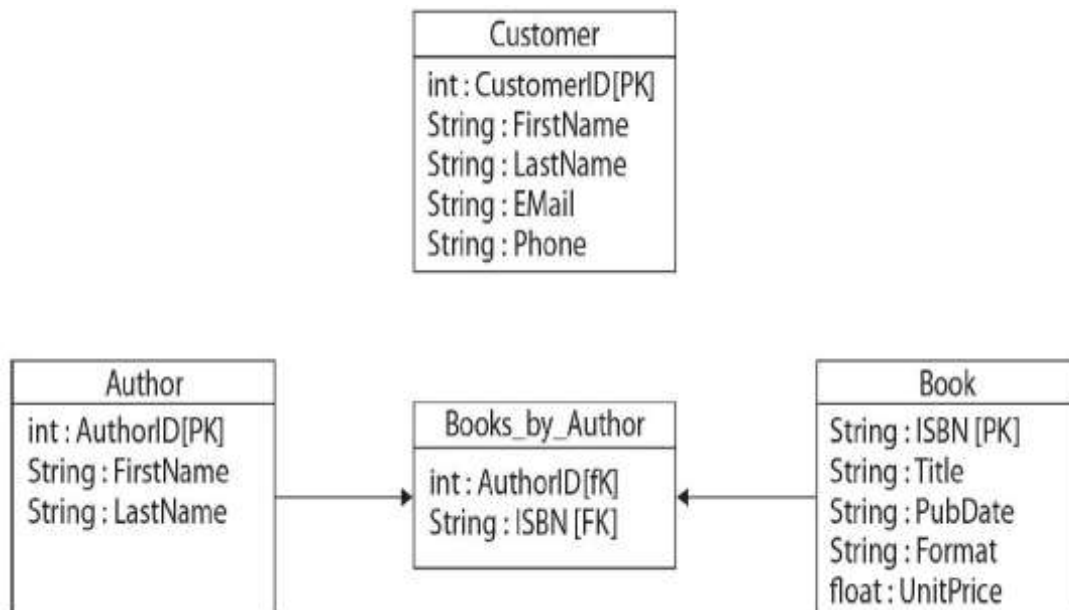 Customer
int : CustomerID[PK]
String : FirstName
String : LastName
String : EMail
String : Phone
Author
int : AuthorID[PK]
String : FirstName
String : LastName
Books_by_Author
int : AuthorID[fK]
String : ISBN [FK]
Book
String : ISBN [PK]
String : Title
String : PubDate
String : Format
float : UnitPrice